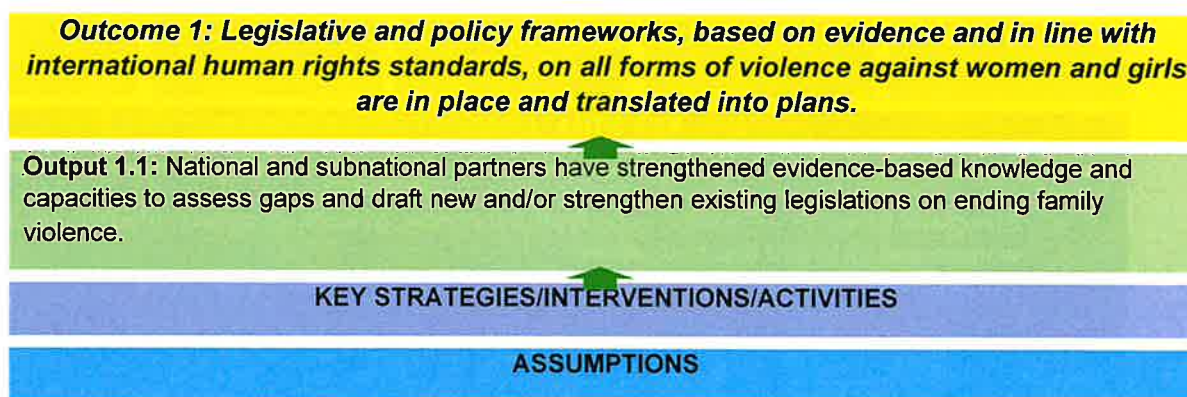 Outcome 1: Legislative and policy frameworks, based on evidence and in line with
international human rights standards, on all forms of violence against women and girls
are in place and translated into plans.
Output 1.1: National and subnational partners have strengthened evidence-based knowledge and
capacities to assess gaps and draft new and/or strengthen existing legislations on ending family
violence.
KEY STRATEGIES/INTERVENTIONS/ACTIVITIES
ASSUMPTIONS